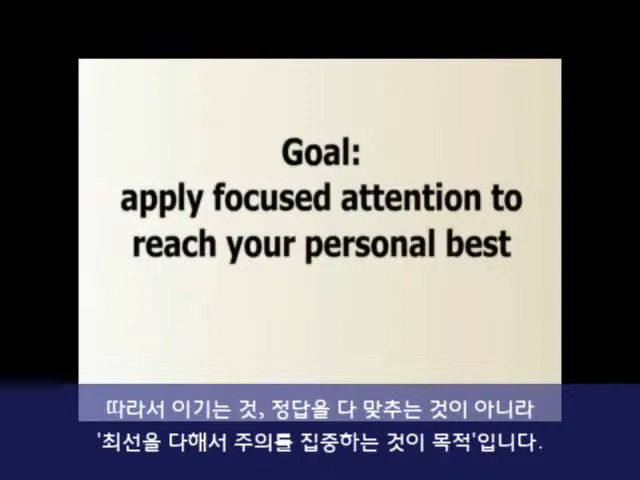 Goal:
apply focused attention to
reach your personal best
따라서 이기는 것, 정답을 다 맞추는 것이 아니라
'최선을 다해서 주의를 집중하는 것이 목적'입니다.